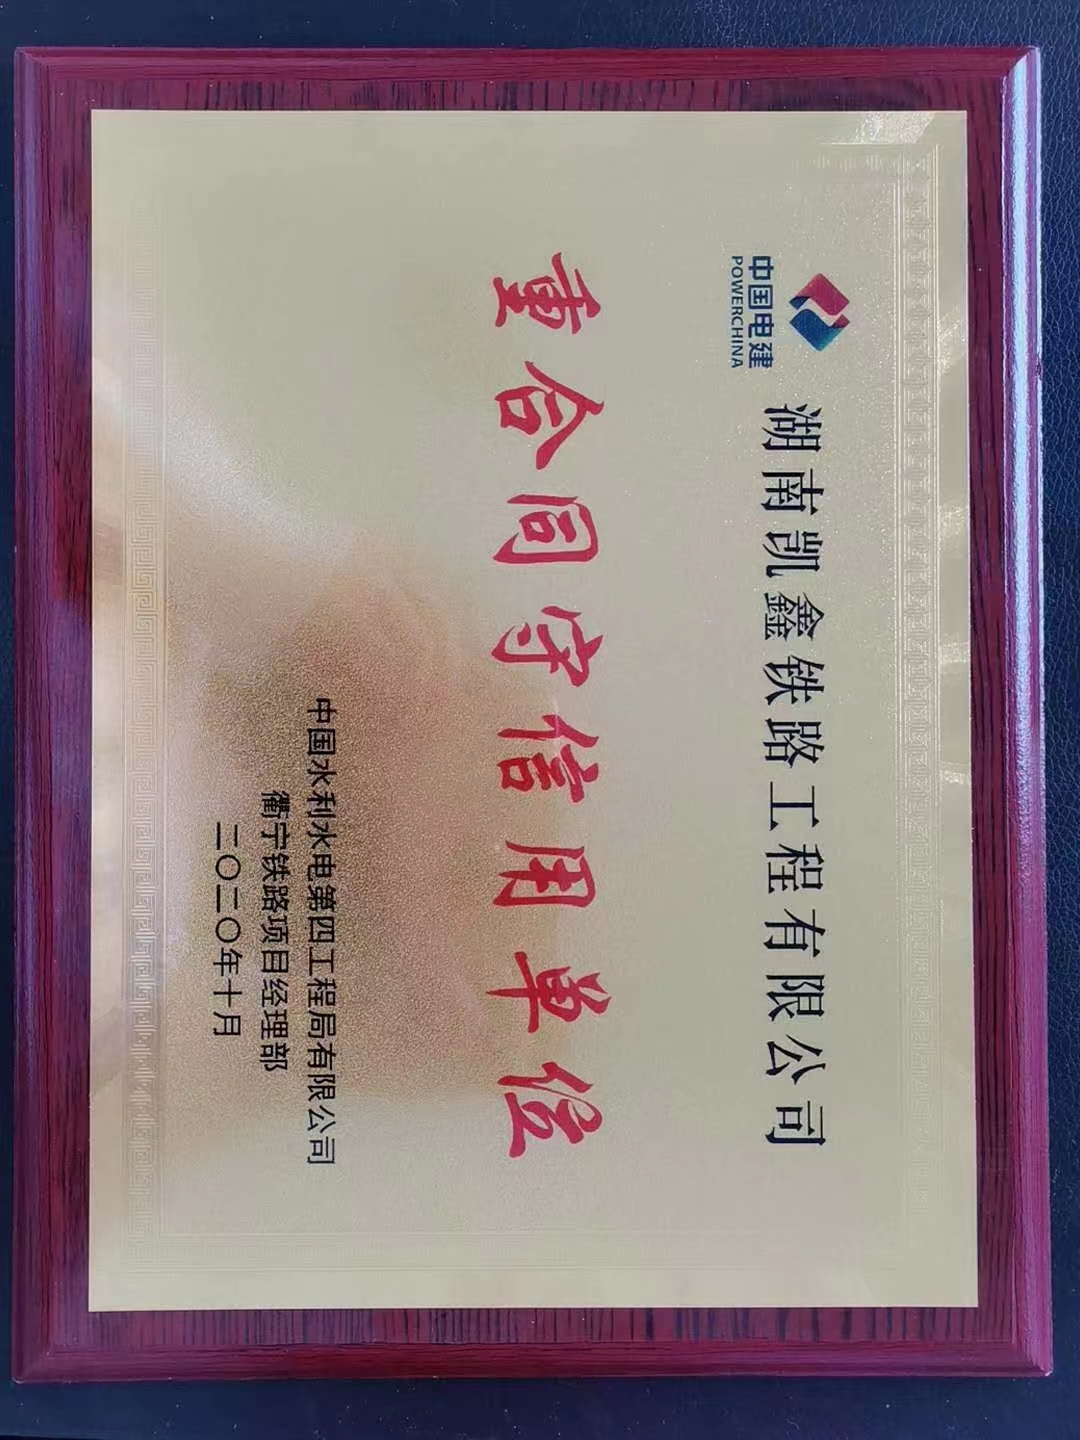 中国电建
POWERCHINA
湖南凯鑫铁路工程有限公司
重合同守信用单位
中国水利水电第四工程局有限公司
衢宁铁路项目经理部
二〇二〇年十月